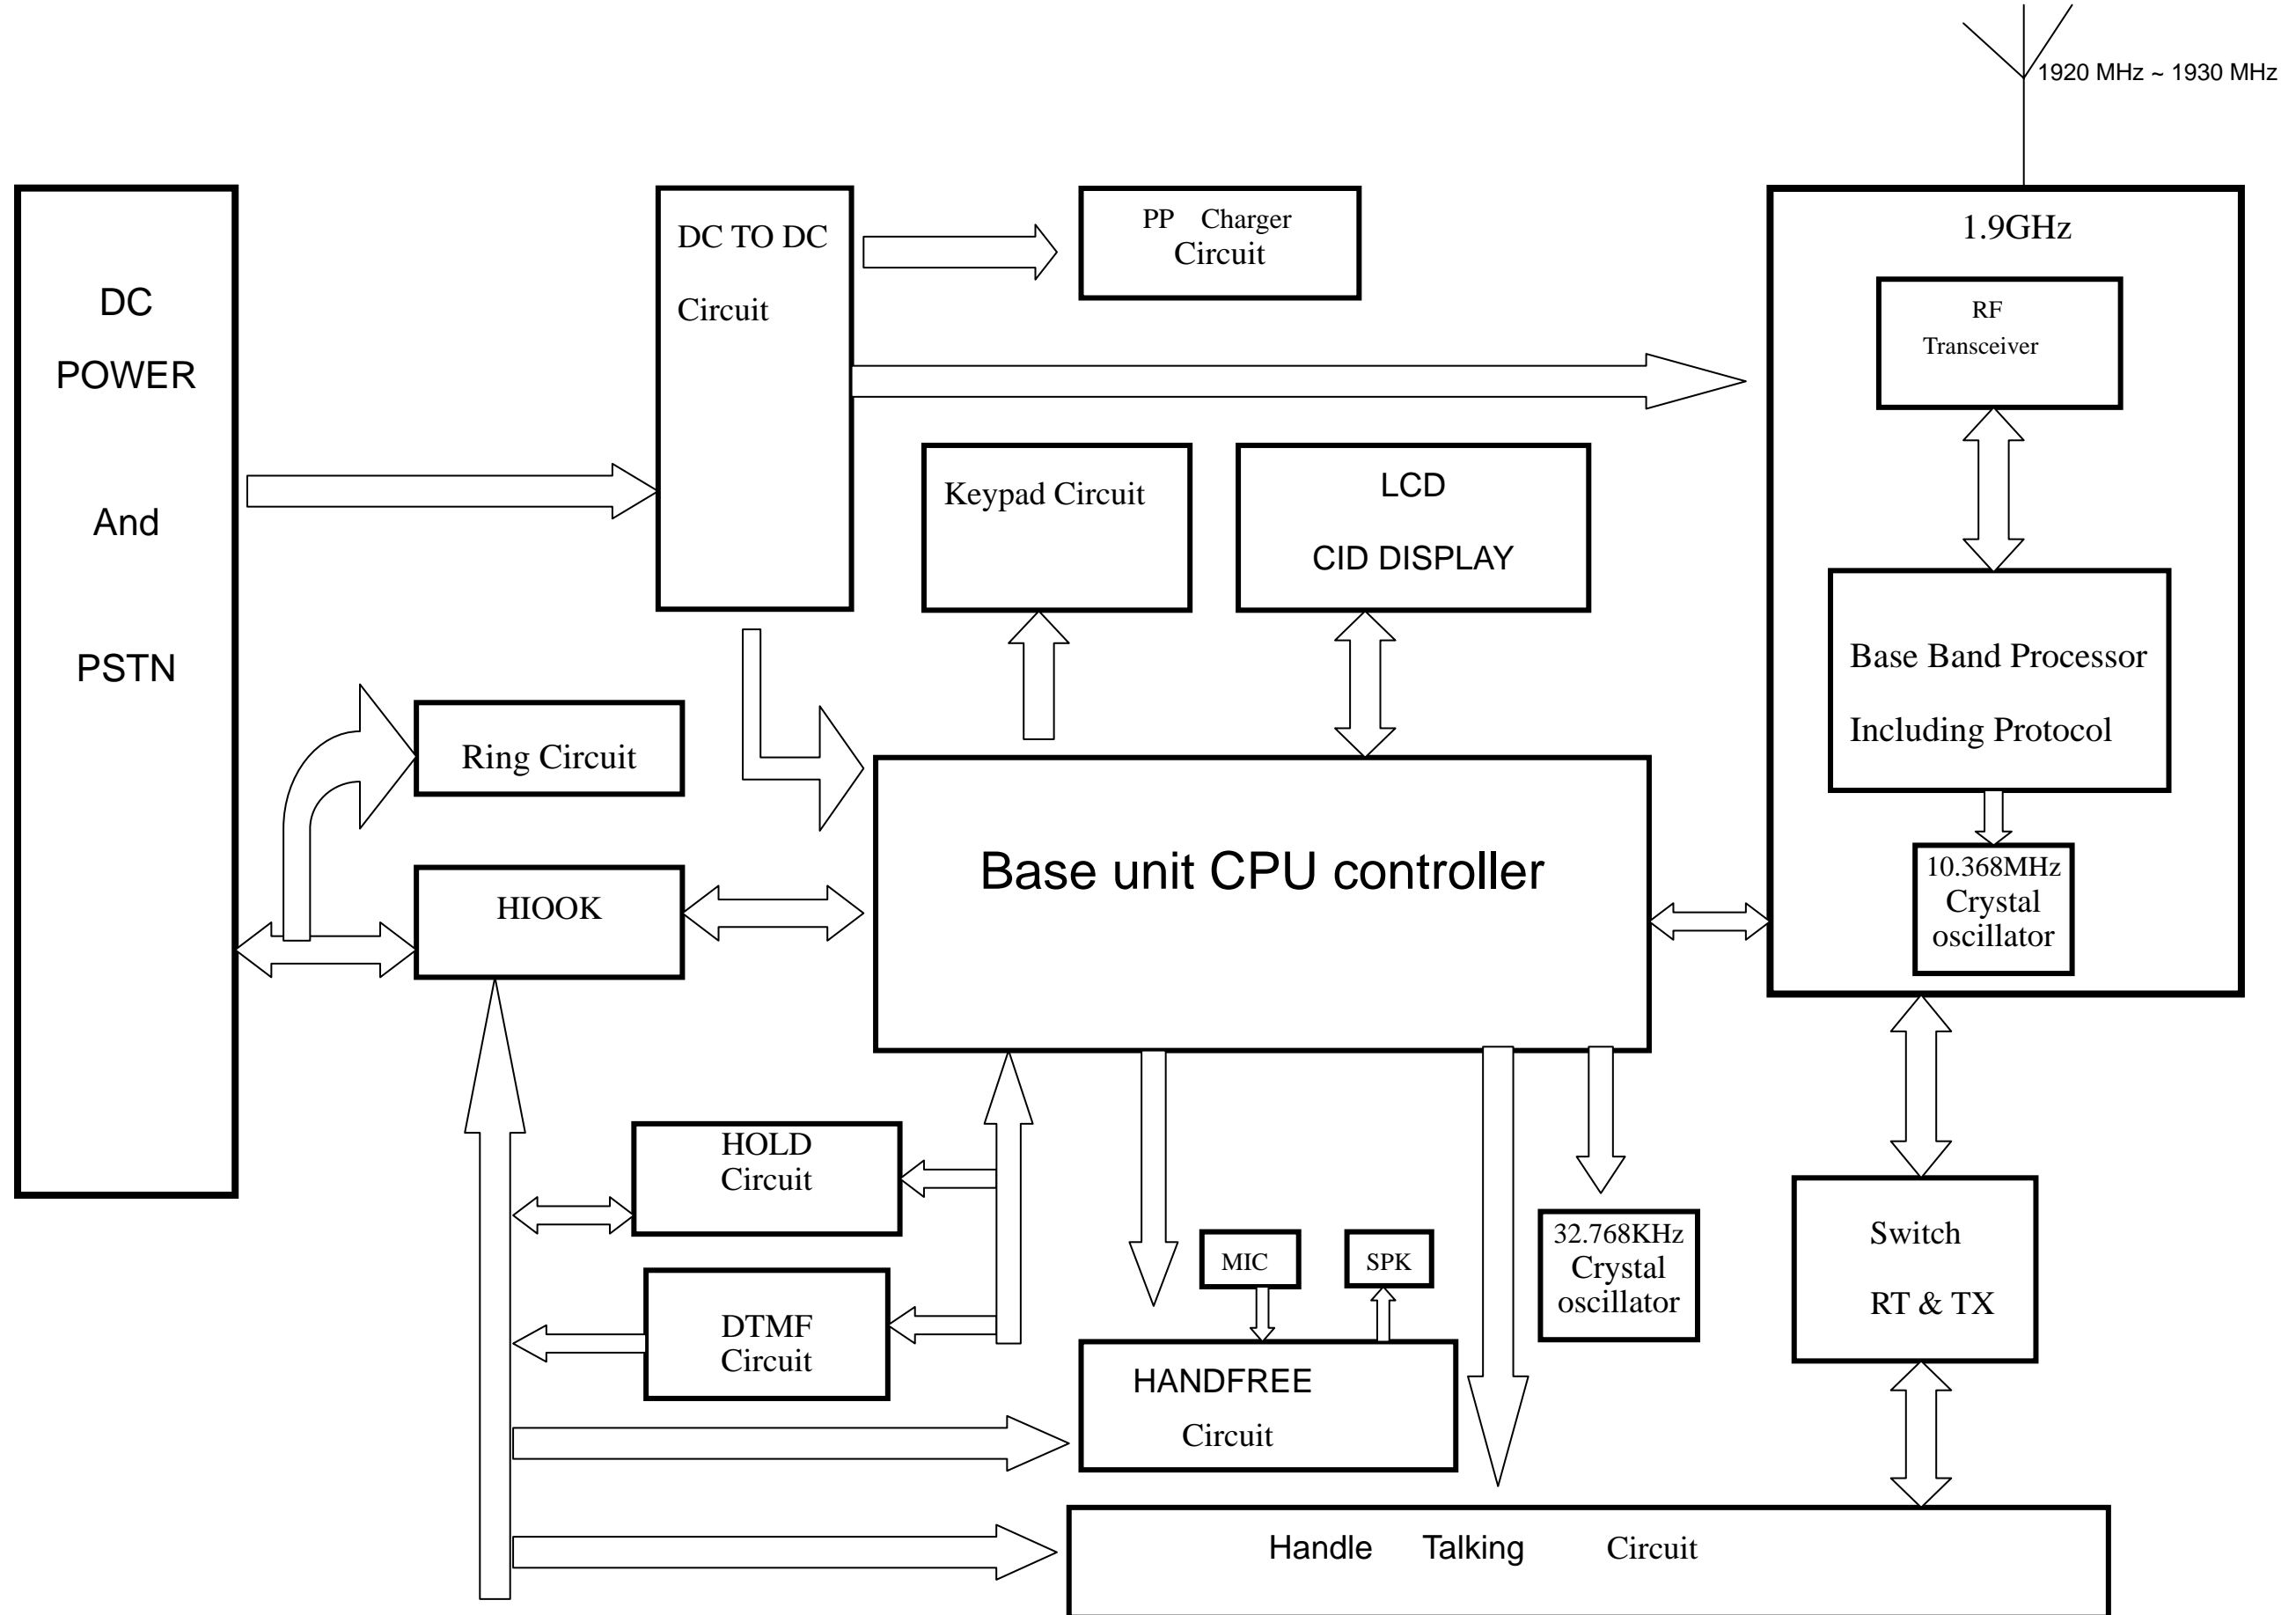 1920 MHz ~ 1930 MHz
DC
POWER
And
PSTN
DC TO DC
Circuit
PP Charger
Circuit
1.9GHz
RF
Transceiver
Keypad Circuit
LCD
CID DISPLAY
Base Band Processor
Including Protocol
Ring Circuit
10.368MHz
Crystal
oscillator
HIOOK
Base unit CPU controller
HOLD
Circuit
DTMF
Circuit
MIC
SPK
32.768KHz
Crystal
oscillator
Switch
RT & TX
HANDFREE
Circuit
Handle Talking Circuit